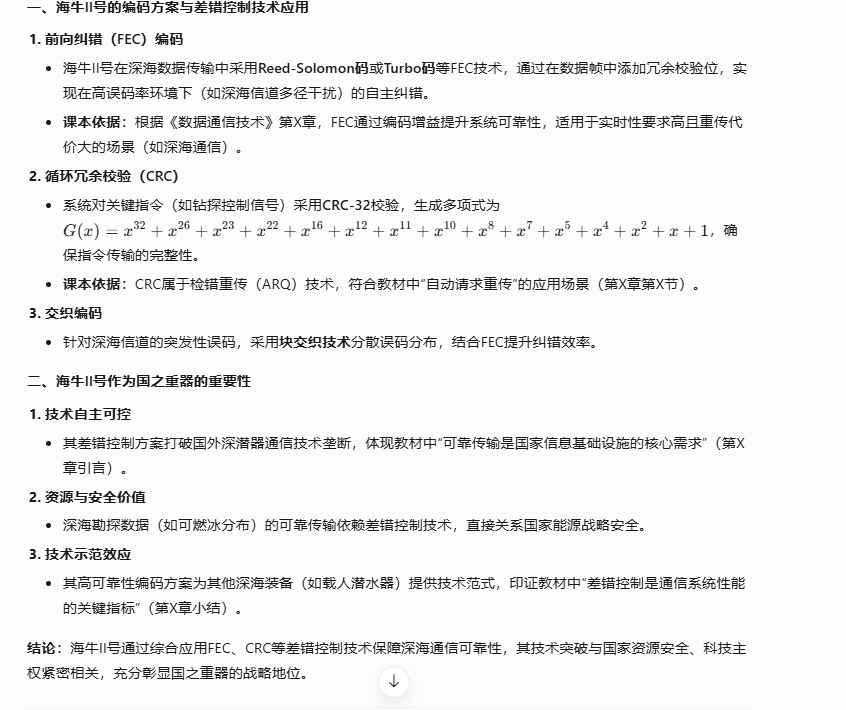 一、海牛II号的编码方案与差错控制技术应用
1. 前向纠错（FEC）编码
• 海牛II号在深海数据传输中采用Reed-Solomon码或Turbo码等FEC技术，通过在数据帧中添加冗余校验位，实
现在高误码率环境下（如深海信道多径干扰）的自主纠错。
• 课本依据：根据《数据通信技术》第X章，FEC通过编码增益提升系统可靠性，适用于实时性要求高且重传代
价大的场景（如深海通信）。
2. 循环冗余校验（CRC）
• 系统对关键指令（如钻探控制信号）采用CRC-32校验，生成多项式为
G(x) = x^32 + x^26 + x^23 + x^22 + x^16 + x^12 + x^11 + x^10 + x^8 + x^7 + x^5 + x^4 + x^2 + x + 1，确
保指令传输的完整性。
• 课本依据：CRC属于检错重传（ARQ）技术，符合教材中“自动请求重传”的应用场景（第X章第X节）。
3. 交织编码
• 针对深海信道的突发性误码，采用块交织技术分散误码分布，结合FEC提升纠错效率。
二、海牛II号作为国之重器的重要性
1. 技术自主可控
• 其差错控制方案打破国外深潜器通信技术垄断，体现教材中“可靠传输是国家信息基础设施的核心需求”（第X
章引言）。
2. 资源与安全价值
• 深海勘探数据（如可燃冰分布）的可靠传输依赖差错控制技术，直接关系国家能源战略安全。
3. 技术示范效应
• 其高可靠性编码方案为其他深海装备（如载人潜水器）提供技术范式，印证教材中“差错控制是通信系统性能
的关键指标”（第X章小结）。
结论：海牛II号通过综合应用FEC、CRC等差错控制技术保障深海通信可靠性，其技术突破与国家资源安全、科技主
权紧密相关，充分彰显国之重器的战略地位。